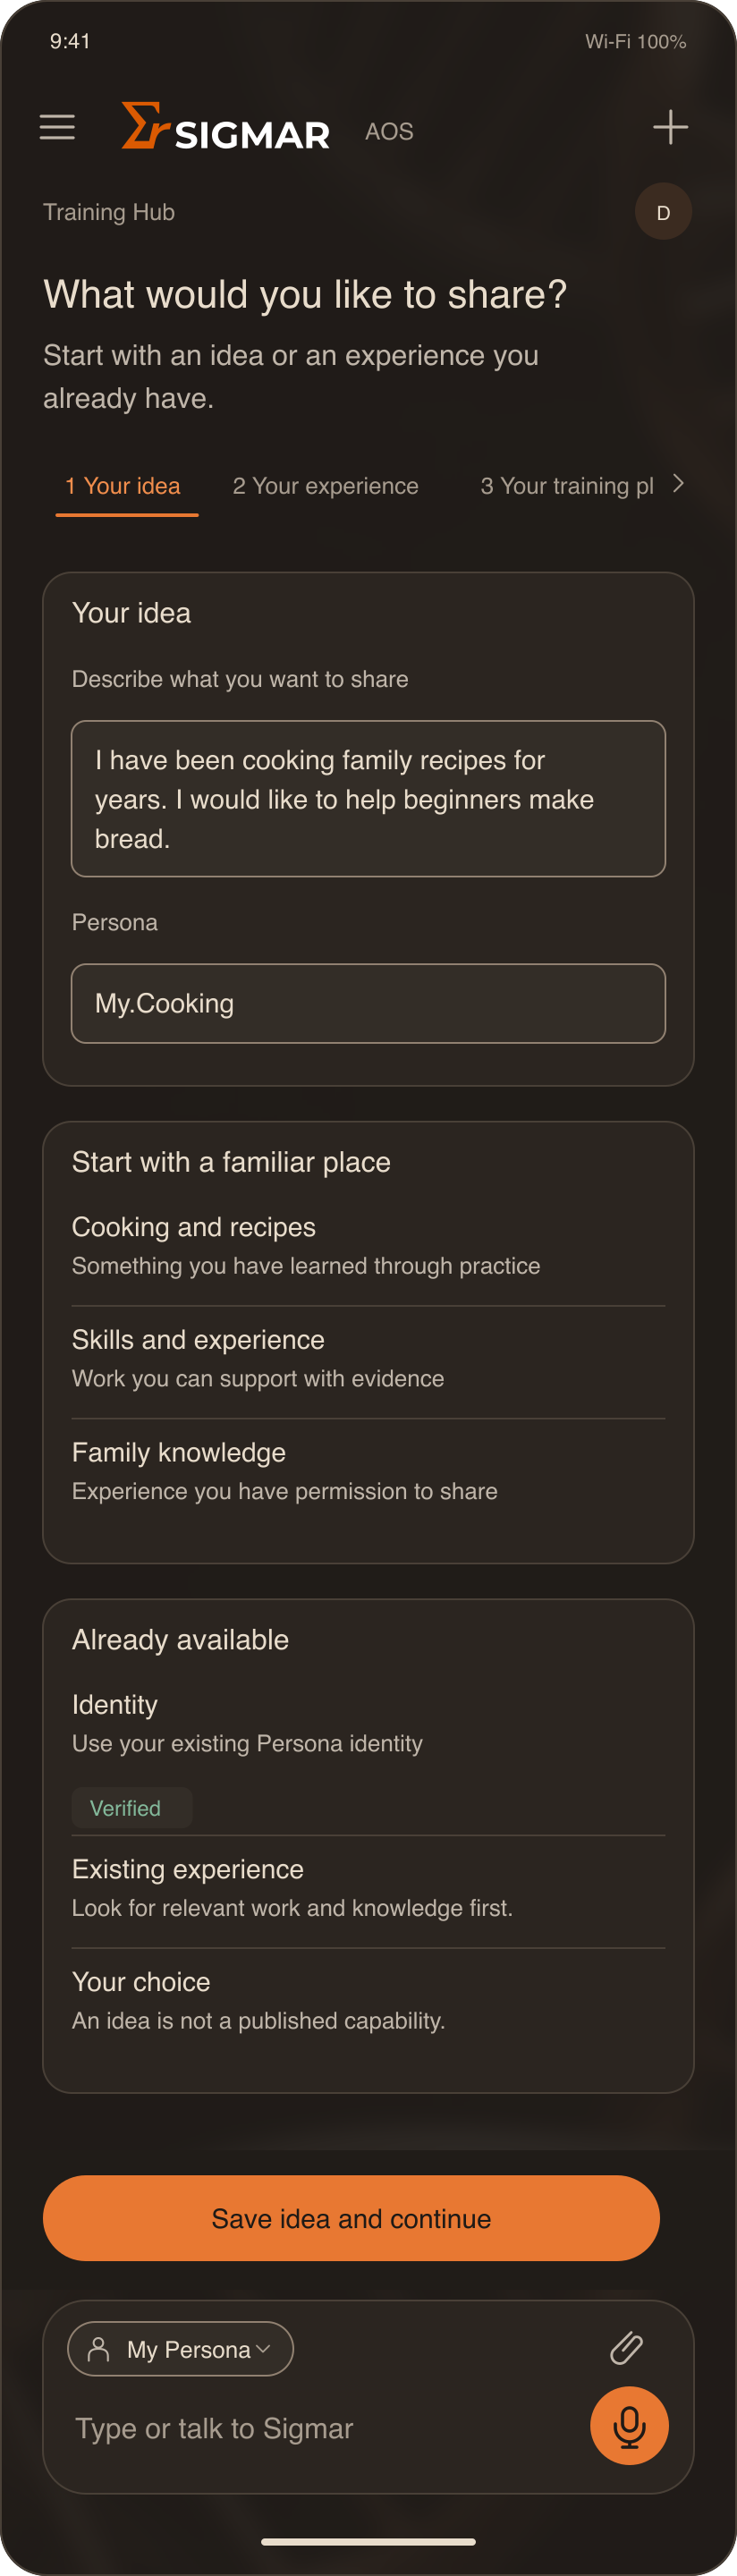 9:41
Wi-Fi 100%
SIGMAR AOS
Training Hub
D
What would you like to share?
Start with an idea or an experience you
already have.
1 Your idea
2 Your experience
3 Your training pl
Your idea
Describe what you want to share
I have been cooking family recipes for
years. I would like to help beginners make
bread.
Persona
My.Cooking
Start with a familiar place
Cooking and recipes
Something you have learned through practice
Skills and experience
Work you can support with evidence
Family knowledge
Experience you have permission to share
Already available
Identity
Use your existing Persona identity
Verified
Existing experience
Look for relevant work and knowledge first.
Your choice
An idea is not a published capability.
Save idea and continue
My Persona
Type or talk to Sigmar